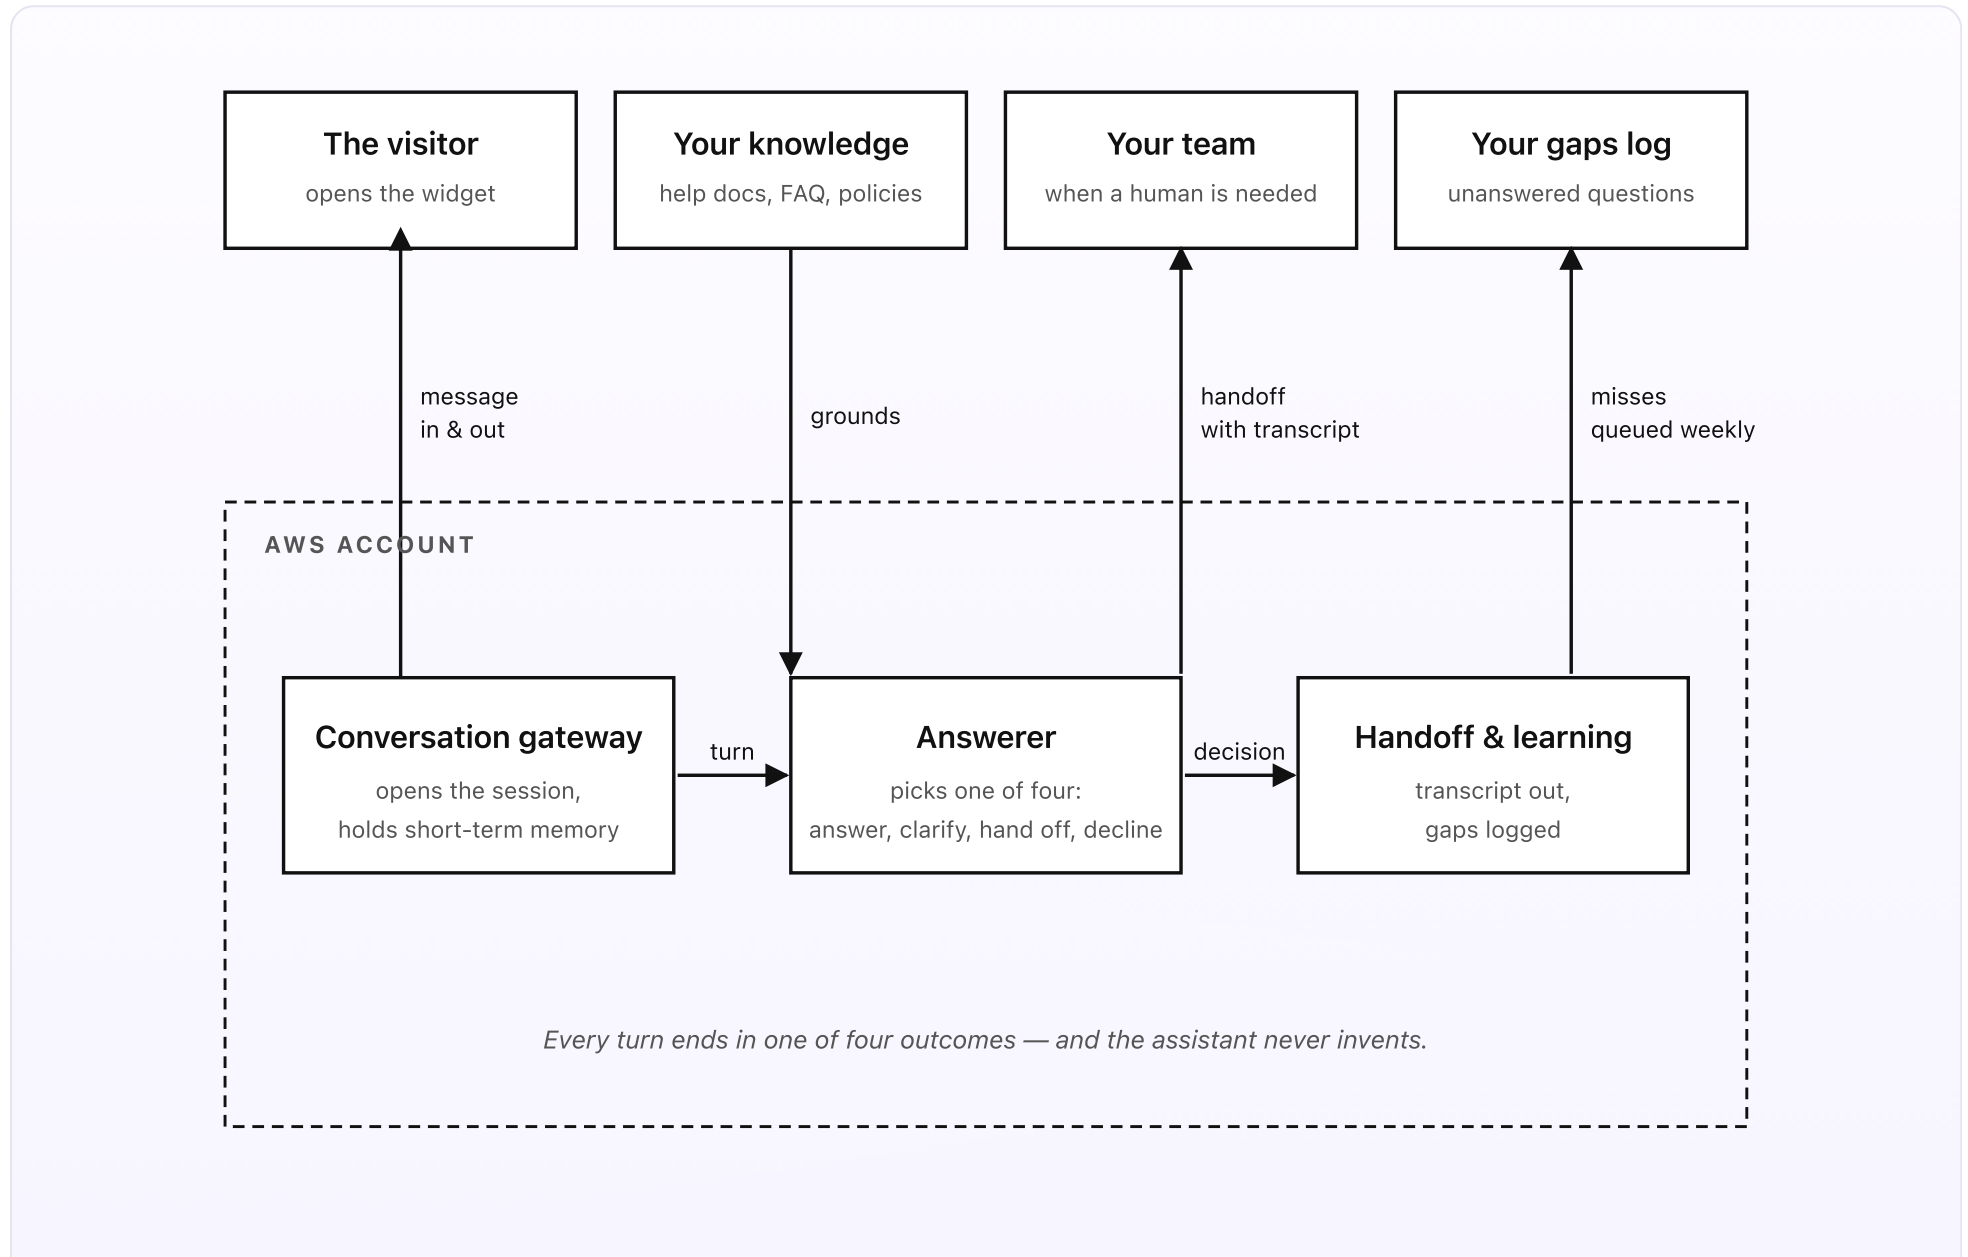 The visitor
opens the widget
Your knowledge
help docs, FAQ, policies
Your team
when a human is needed
Your gaps log
unanswered questions
message
in & out
grounds
handoff
with transcript
misses
queued weekly
AWS ACCOUNT
Conversation gateway
opens the session,
holds short-term memory
turn
Answerer
picks one of four:
answer, clarify, hand off, decline
decision
Handoff & learning
transcript out,
gaps logged
Every turn ends in one of four outcomes — and the assistant never invents.